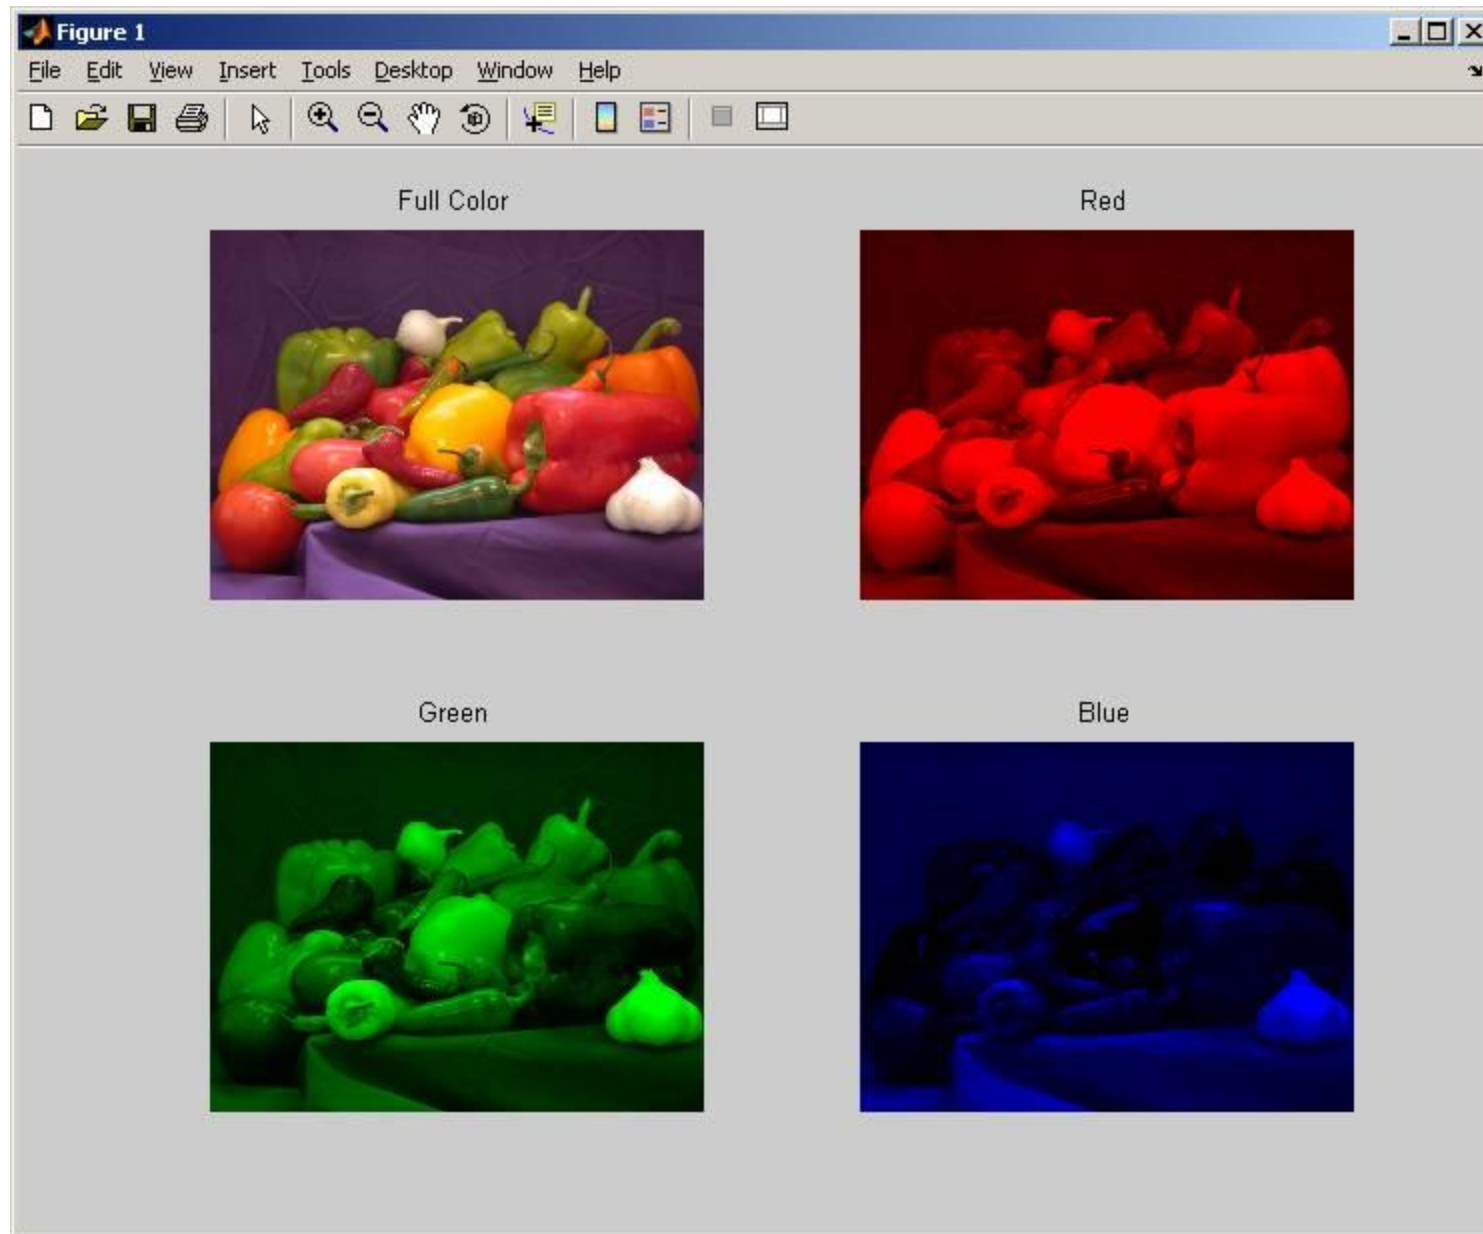 Figure 1
File Edit View Insert Tools Desktop Window Help
Full Color
Red
Green
Blue